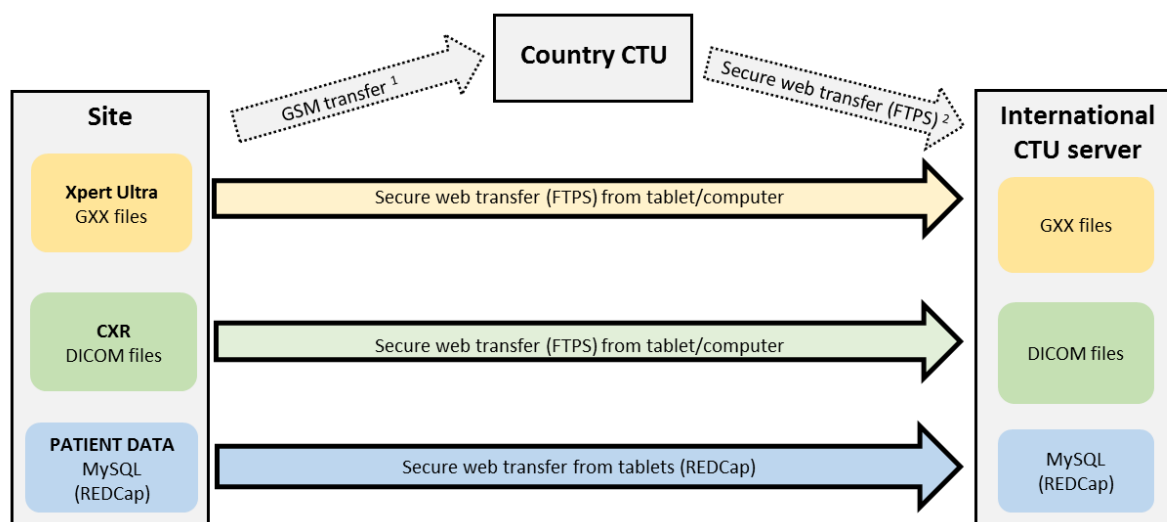 Country CTU
GSM transfer 1
Secure web transfer (FTPS) 2
Site
International
CTU server
Xpert Ultra
GXX files
Secure web transfer (FTPS) from tablet/computer
GXX files
CXR
DICOM files
Secure web transfer (FTPS) from tablet/computer
DICOM files
PATIENT DATA
MySQL
(REDCap)
Secure web transfer from tablets (REDCap)
MySQL
(REDCap)